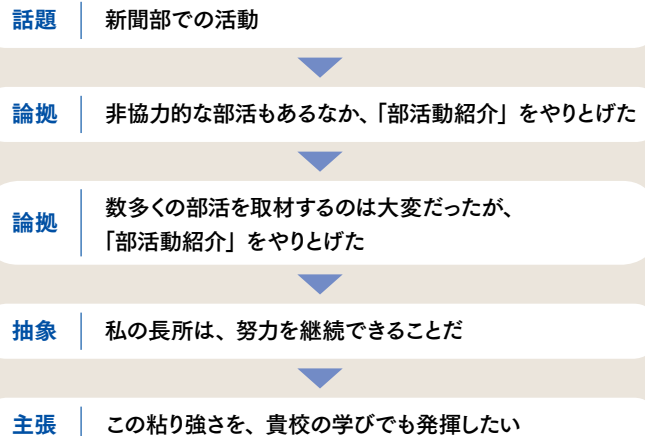 話題 新聞部での活動
論拠 非協力的な部活もあるなか、「部活動紹介」をやりとげた
論拠 数多くの部活を取材するのは大変だったが、
「部活動紹介」をやりとげた
抽象 私の長所は、努力を継続できることだ
主張 この粘り強さを、貴校の学びでも発揮したい